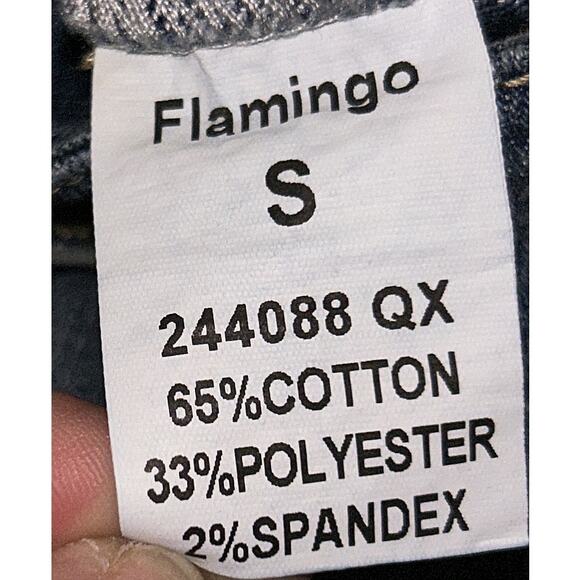 Flamingo
S
244088 QX
65%COTTON
33%POLYESTER
2%SPANDEX